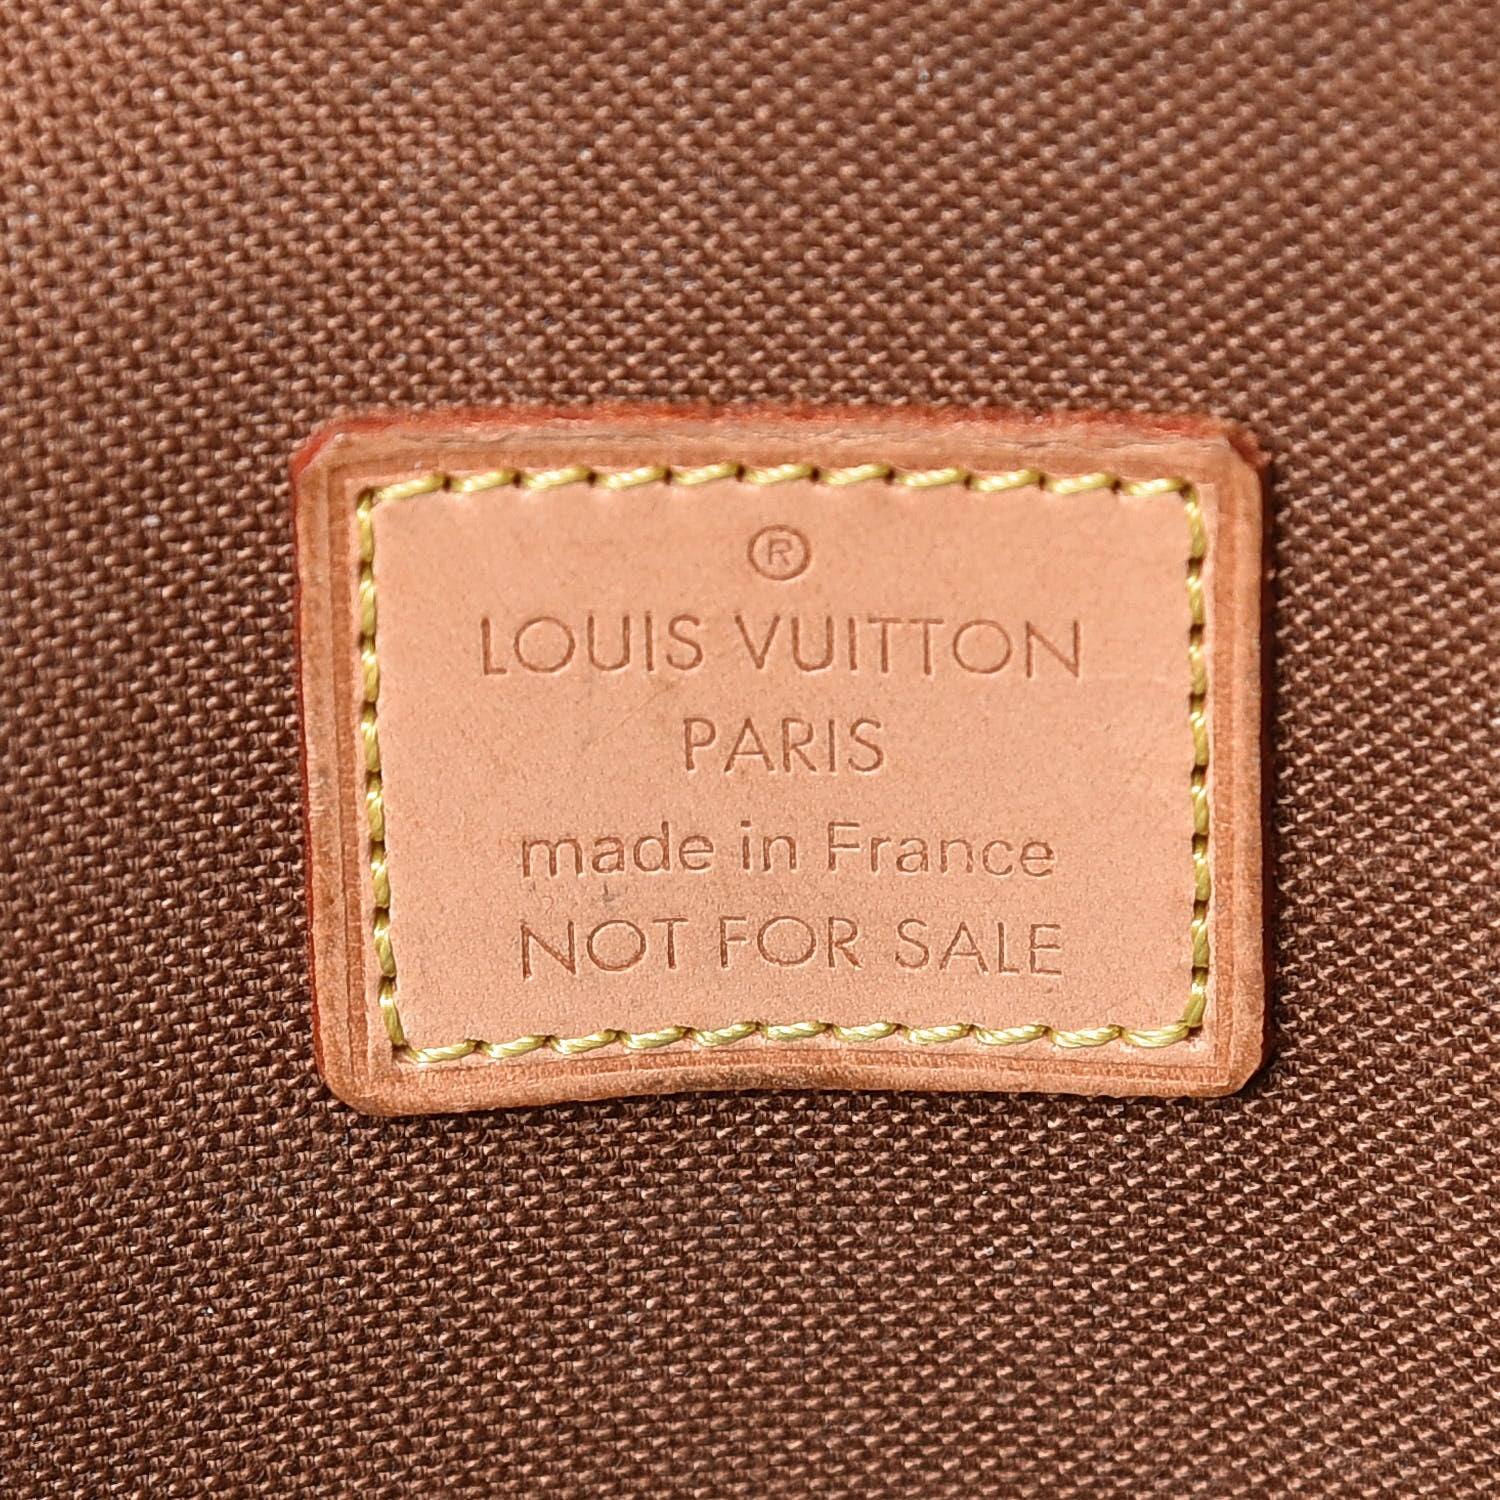 ®
LOUIS VUITTON
PARIS
made in France
NOT FOR SALE